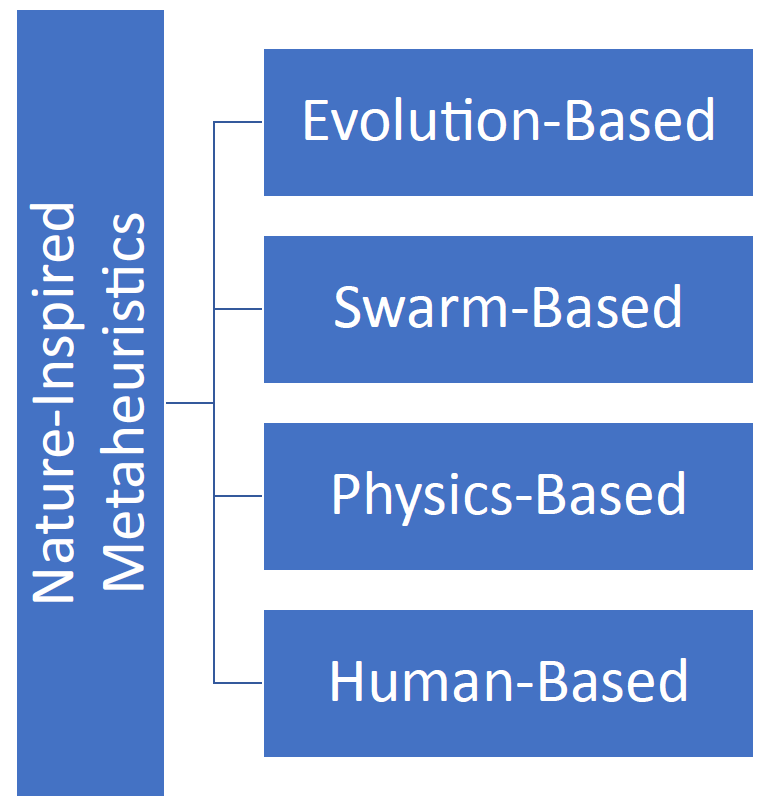 Nature-Inspired
Metaheuristics
Evolution-Based
Swarm-Based
Physics-Based
Human-Based